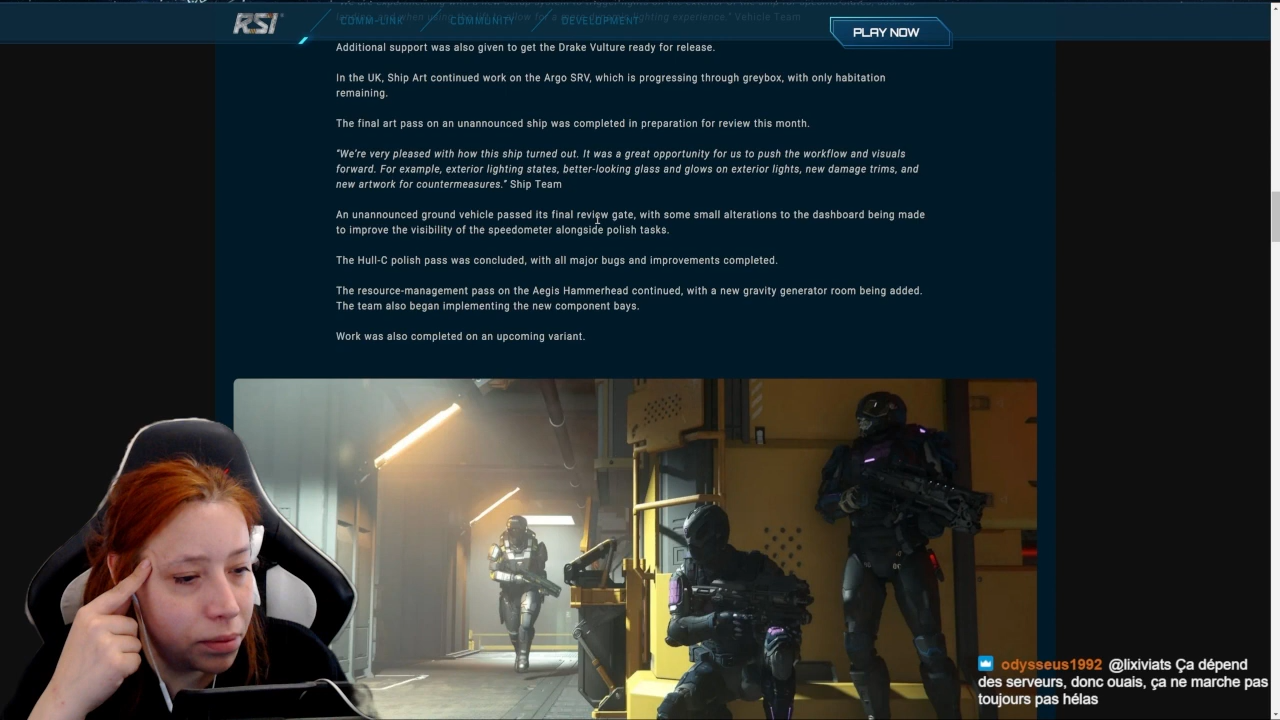 RSI
COMM-LINK
COMMUNITY
DEVELOPMENT
PLAY NOW
Additional support was also given to get the Drake Vulture ready for release.
In the UK, Ship Art continued work on the Argo SRV, which is progressing through greybox, with only habitation
remaining.
The final art pass on an unannounced ship was completed in preparation for review this month.
“We’re very pleased with how this ship turned out. It was a great opportunity for us to push the workflow and visuals
forward. For example, exterior lighting states, better-looking glass and glows on exterior lights, new damage trims, and
new artwork for countermeasures.” Ship Team
An unannounced ground vehicle passed its final review gate, with some small alterations to the dashboard being made
to improve the visibility of the speedometer alongside polish tasks.
The Hull-C polish pass was concluded, with all major bugs and improvements completed.
The resource-management pass on the Aegis Hammerhead continued, with a new gravity generator room being added.
The team also began implementing the new component bays.
Work was also completed on an upcoming variant.
odysseus1992 @lixiviats Ça dépend
des serveurs, donc ouais, ça ne marche pas
toujours pas hélas